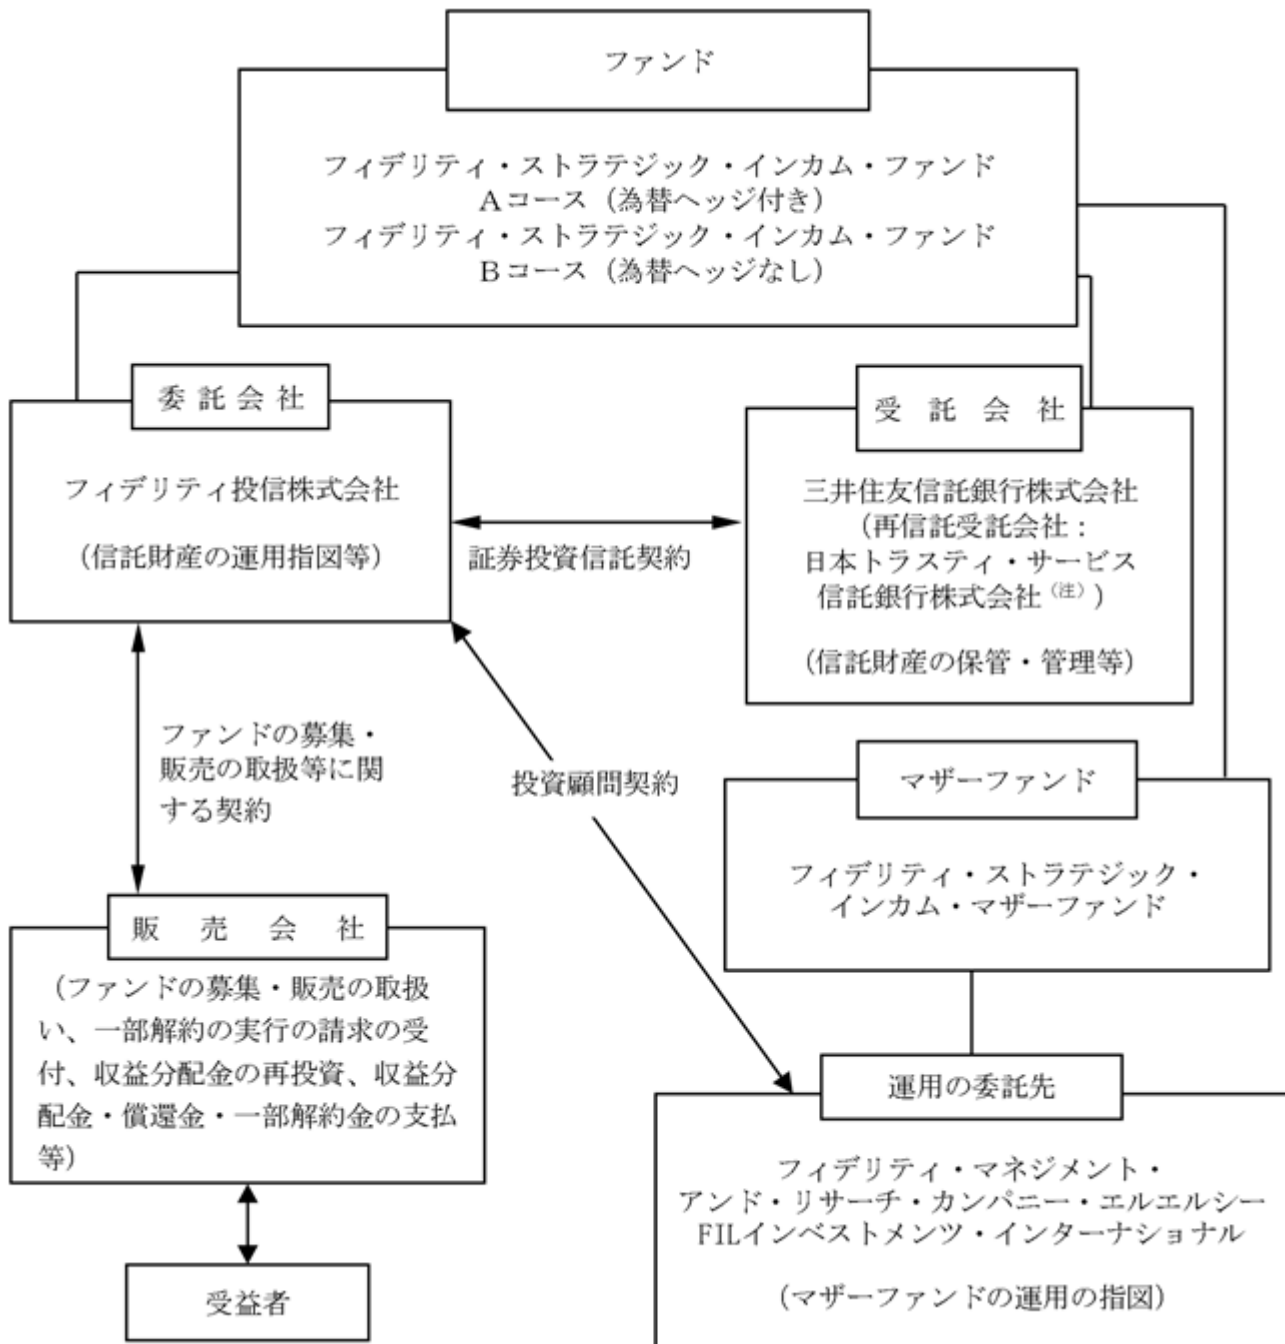 ファンド
フィデリティ・ストラテジック・インカム・ファンド
Aコース（為替ヘッジ付き）
フィデリティ・ストラテジック・インカム・ファンド
Bコース（為替ヘッジなし）
委託会社
フィデリティ投信株式会社
（信託財産の運用指図等）
証券投資信託契約
受託会社
三井住友信託銀行株式会社
（再信託受託会社：
日本トラスティ・サービス
信託銀行株式会社（注））
（信託財産の保管・管理等）
ファンドの募集・
販売の取扱等に関
する契約
投資顧問契約
マザーファンド
フィデリティ・ストラテジック・
インカム・マザーファンド
販売会社
（ファンドの募集・販売の取扱
い、一部解約の実行の請求の受
付、収益分配金の再投資、収益分
配金・償還金・一部解約金の支払
等）
運用の委託先
フィデリティ・マネジメント・
アンド・リサーチ・カンパニー・エルエルシー
FILインベストメンツ・インターナショナル
（マザーファンドの運用の指図）
受益者